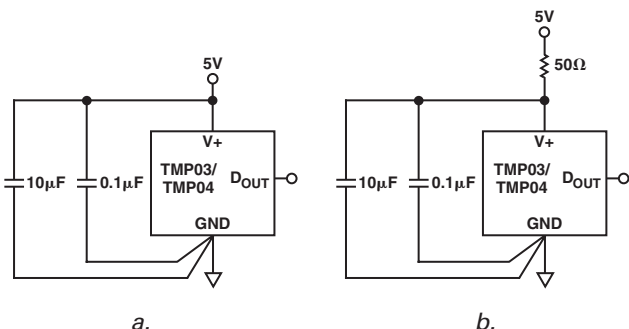 5V
V+
TMP03/
TMP04
DOUT
GND
10μF
0.1μF
a.
5V
50Ω
V+
TMP03/
TMP04
DOUT
GND
10μF
0.1μF
b.